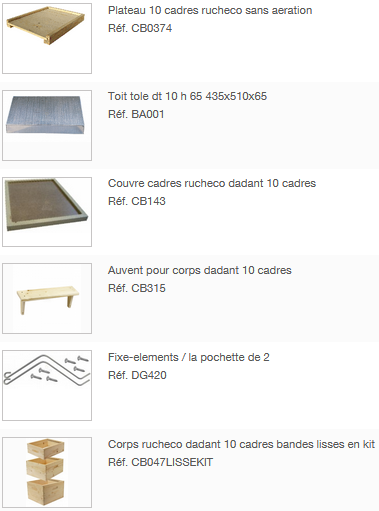 Plateau 10 cadres rucheco sans aeration
Réf. CB0374
Toit tole dt 10 h 65 435x510x65
Réf. BA001
Couvre cadres rucheco dadant 10 cadres
Réf. CB143
Auvent pour corps dadant 10 cadres
Réf. CB315
Fixe-elements / la pochette de 2
Réf. DG420
Corps rucheco dadant 10 cadres bandes lisses en kit
Réf. CB047LISSEKIT